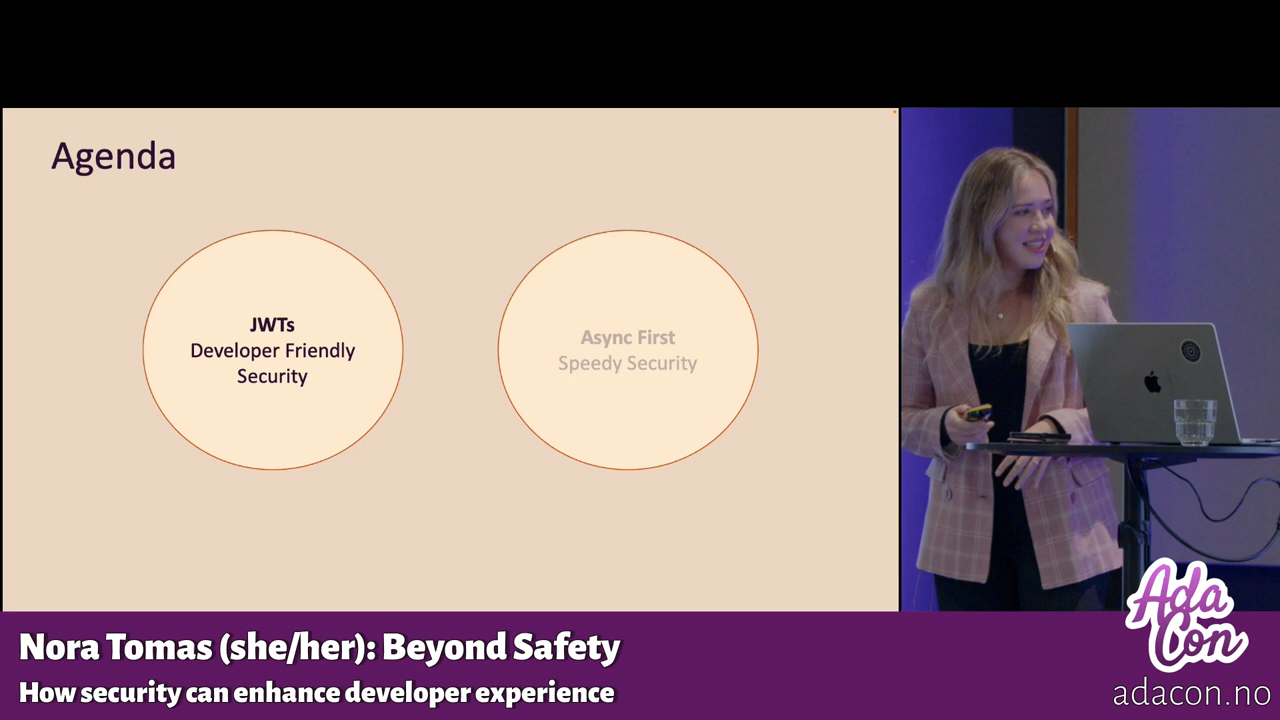 Agenda
JWTs
Developer Friendly
Security
Async First
Speedy Security
Nora Tomas (she/her): Beyond Safety
How security can enhance developer experience
Ada
Con
adacon.no